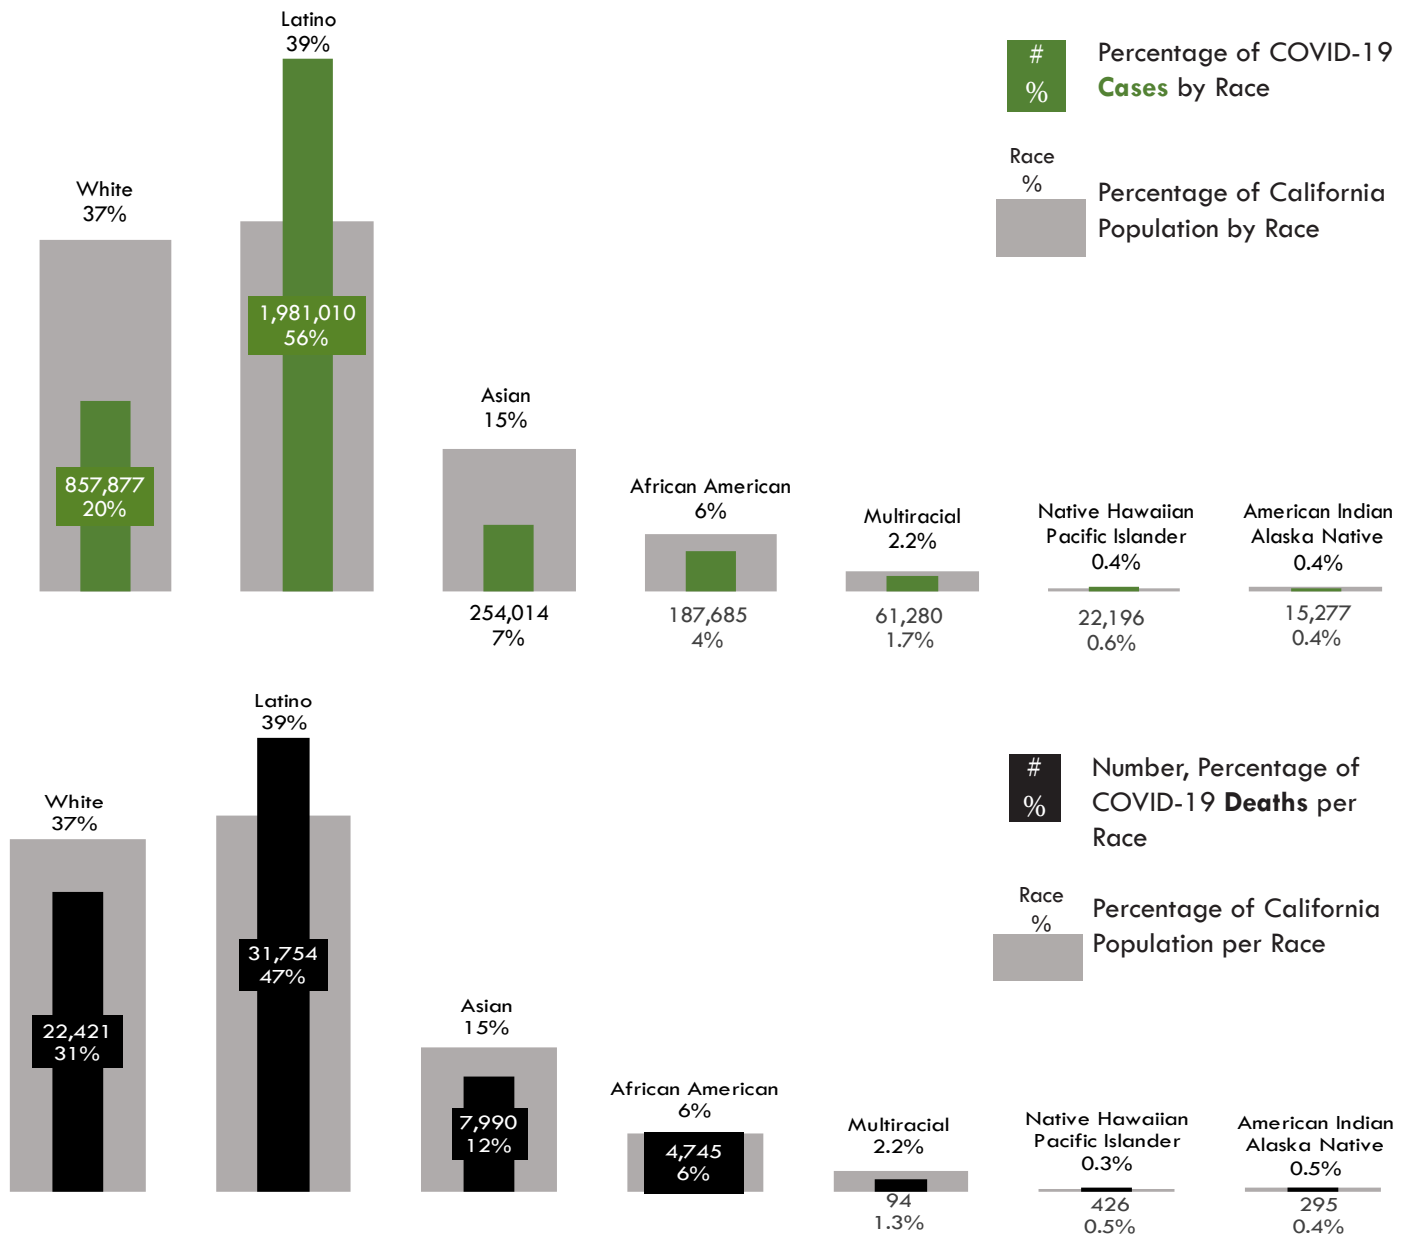 Latino
39%
White
37%
1,981,010
56%
857,877
20%
Asian
15%
254,014
7%
African American
6%
187,685
4%
Multiracial
2.2%
61,280
1.7%
Native Hawaiian
Pacific Islander
0.4%
22,196
0.6%
American Indian
Alaska Native
0.4%
15,277
0.4%
#
%
Percentage of COVID-19
Cases by Race
Race
%
Percentage of California
Population by Race
Latino
39%
White
37%
31,754
47%
22,421
31%
Asian
15%
7,990
12%
African American
6%
4,745
6%
Multiracial
2.2%
94
1.3%
Native Hawaiian
Pacific Islander
0.3%
426
0.5%
American Indian
Alaska Native
0.5%
295
0.4%
#
%
Number, Percentage of
COVID-19 Deaths per
Race
Race
%
Percentage of California
Population per Race